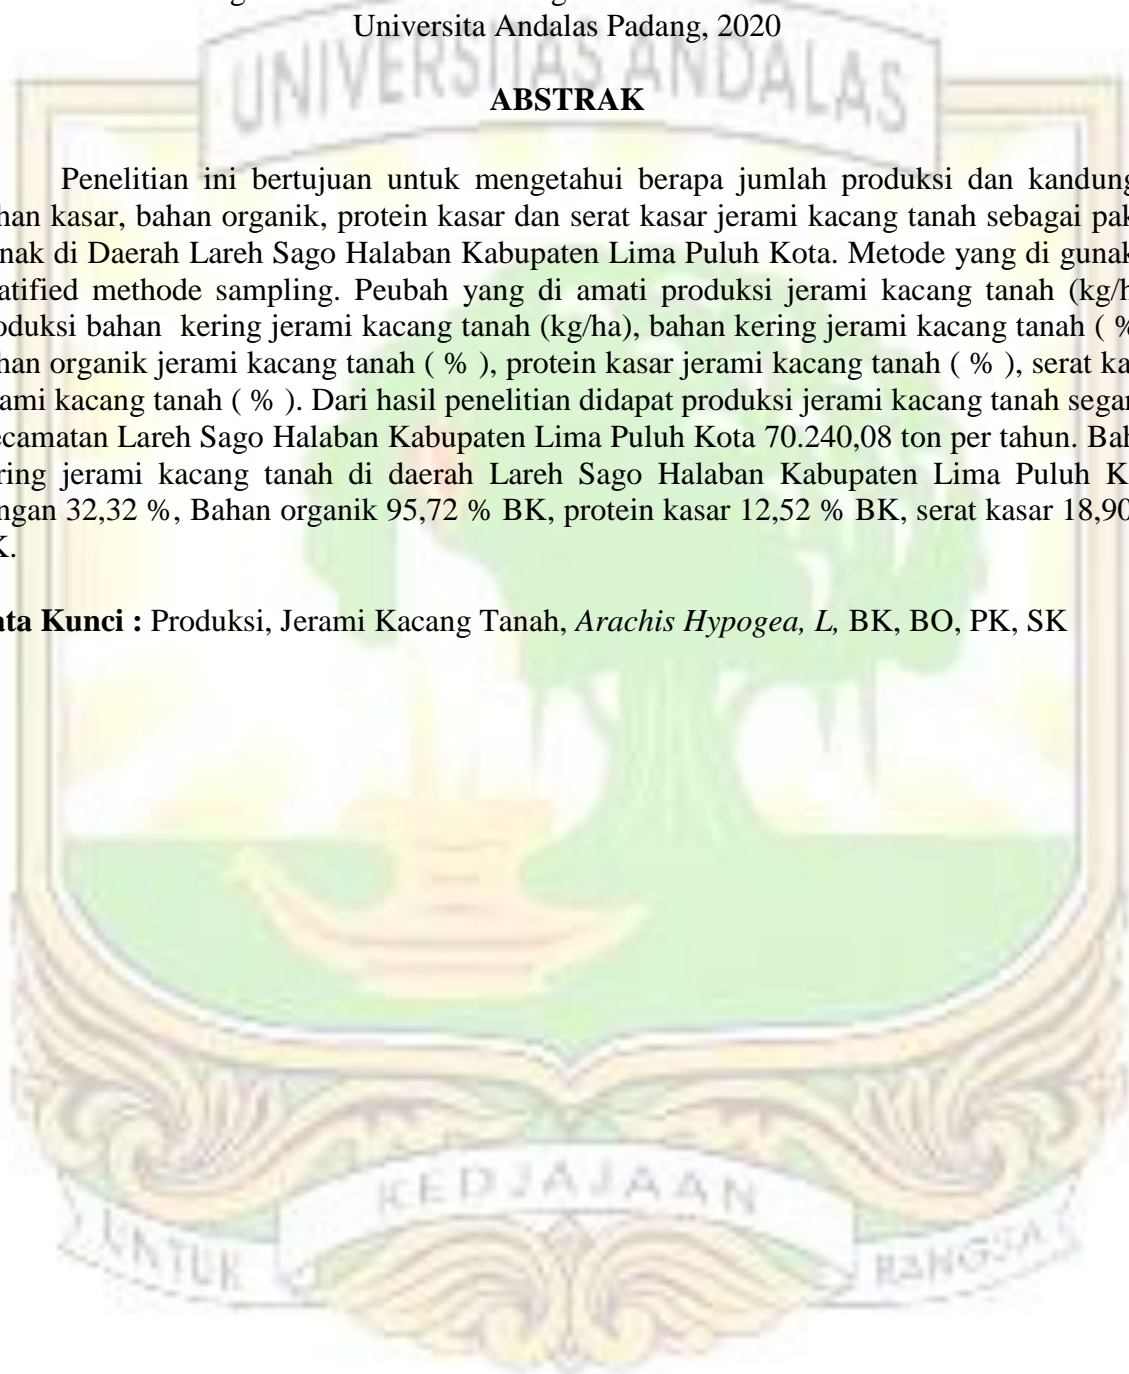 Universita Andalas Padang, 2020
UNIVERSITAS ANDALAS
ABSTRAK
Penelitian ini bertujuan untuk mengetahui berapa jumlah produksi dan kandung
han kasar, bahan organik, protein kasar dan serat kasar jerami kacang tanah sebagai pak
nak di Daerah Lareh Sago Halaban Kabupaten Lima Puluh Kota. Metode yang di gunak
atified methode sampling. Peubah yang di amati produksi jerami kacang tanah (kg/h
oduksi bahan kering jerami kacang tanah (kg/ha), bahan kering jerami kacang tanah ( %
han organik jerami kacang tanah ( % ), protein kasar jerami kacang tanah ( % ), serat ka
ami kacang tanah ( % ). Dari hasil penelitian didapat produksi jerami kacang tanah segar
ecamatan Lareh Sago Halaban Kabupaten Lima Puluh Kota 70.240,08 ton per tahun. Bah
ring jerami kacang tanah di daerah Lareh Sago Halaban Kabupaten Lima Puluh K
ngan 32,32 %, Bahan organik 95,72 % BK, protein kasar 12,52 % BK, serat kasar 18,90
K.
ata Kunci : Produksi, Jerami Kacang Tanah, Arachis Hypogea, L, BK, BO, PK, SK
UNTUK KEDJAJAAN BANGSA